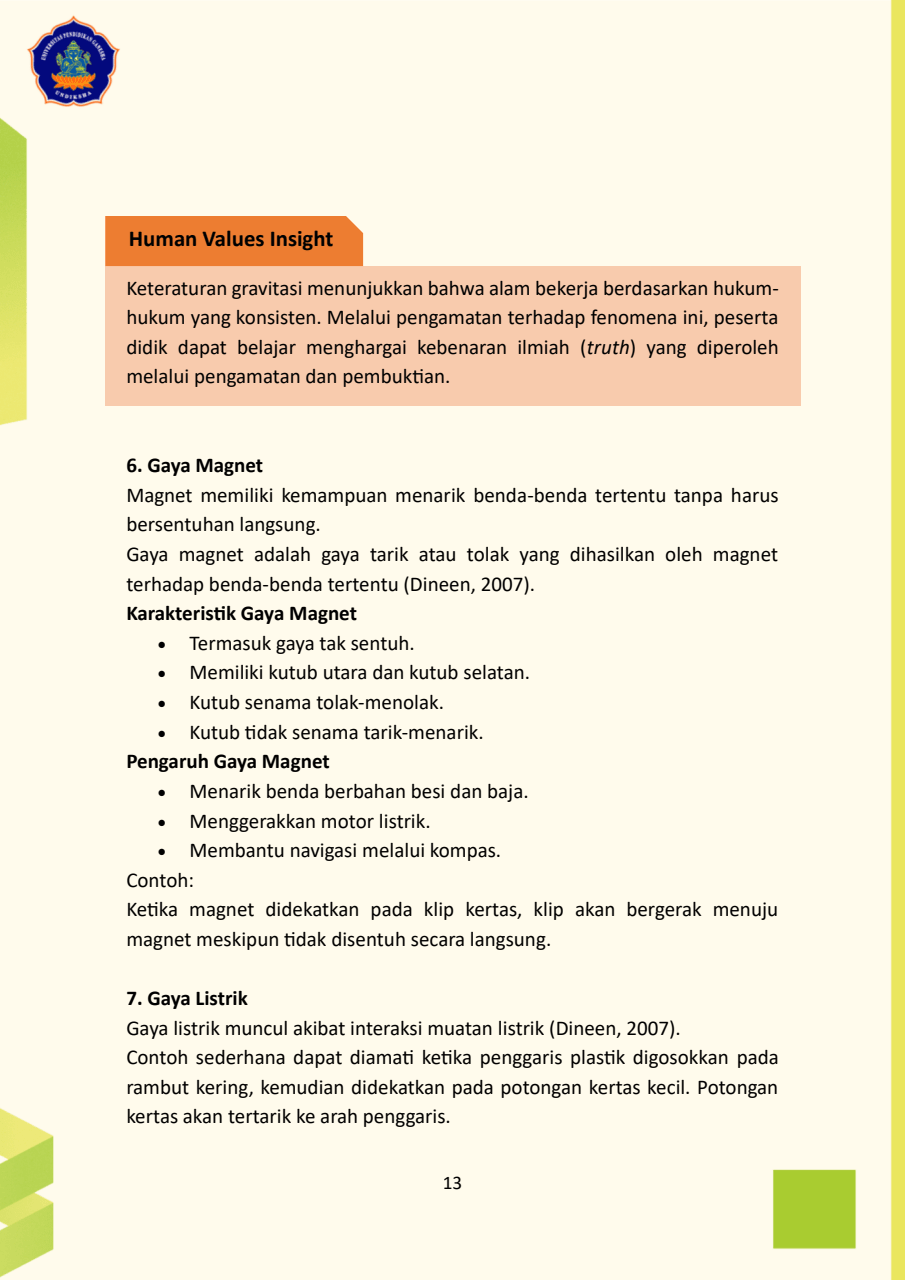 UNIVERSITAS PENDIDIKAN GANESHA
UNDIKSHA
Human Values Insight
Keteraturan gravitasi menunjukkan bahwa alam bekerja berdasarkan hukum-
hukum yang konsisten. Melalui pengamatan terhadap fenomena ini, peserta
didik dapat belajar menghargai kebenaran ilmiah (truth) yang diperoleh
melalui pengamatan dan pembuktian.
6. Gaya Magnet
Magnet memiliki kemampuan menarik benda-benda tertentu tanpa harus
bersentuhan langsung.
Gaya magnet adalah gaya tarik atau tolak yang dihasilkan oleh magnet
terhadap benda-benda tertentu (Dineen, 2007).
Karakteristik Gaya Magnet
• Termasuk gaya tak sentuh.
• Memiliki kutub utara dan kutub selatan.
• Kutub senama tolak-menolak.
• Kutub tidak senama tarik-menarik.
Pengaruh Gaya Magnet
• Menarik benda berbahan besi dan baja.
• Menggerakkan motor listrik.
• Membantu navigasi melalui kompas.
Contoh:
Ketika magnet didekatkan pada klip kertas, klip akan bergerak menuju
magnet meskipun tidak disentuh secara langsung.
7. Gaya Listrik
Gaya listrik muncul akibat interaksi muatan listrik (Dineen, 2007).
Contoh sederhana dapat diamati ketika penggaris plastik digosokkan pada
rambut kering, kemudian didekatkan pada potongan kertas kecil. Potongan
kertas akan tertarik ke arah penggaris.
13